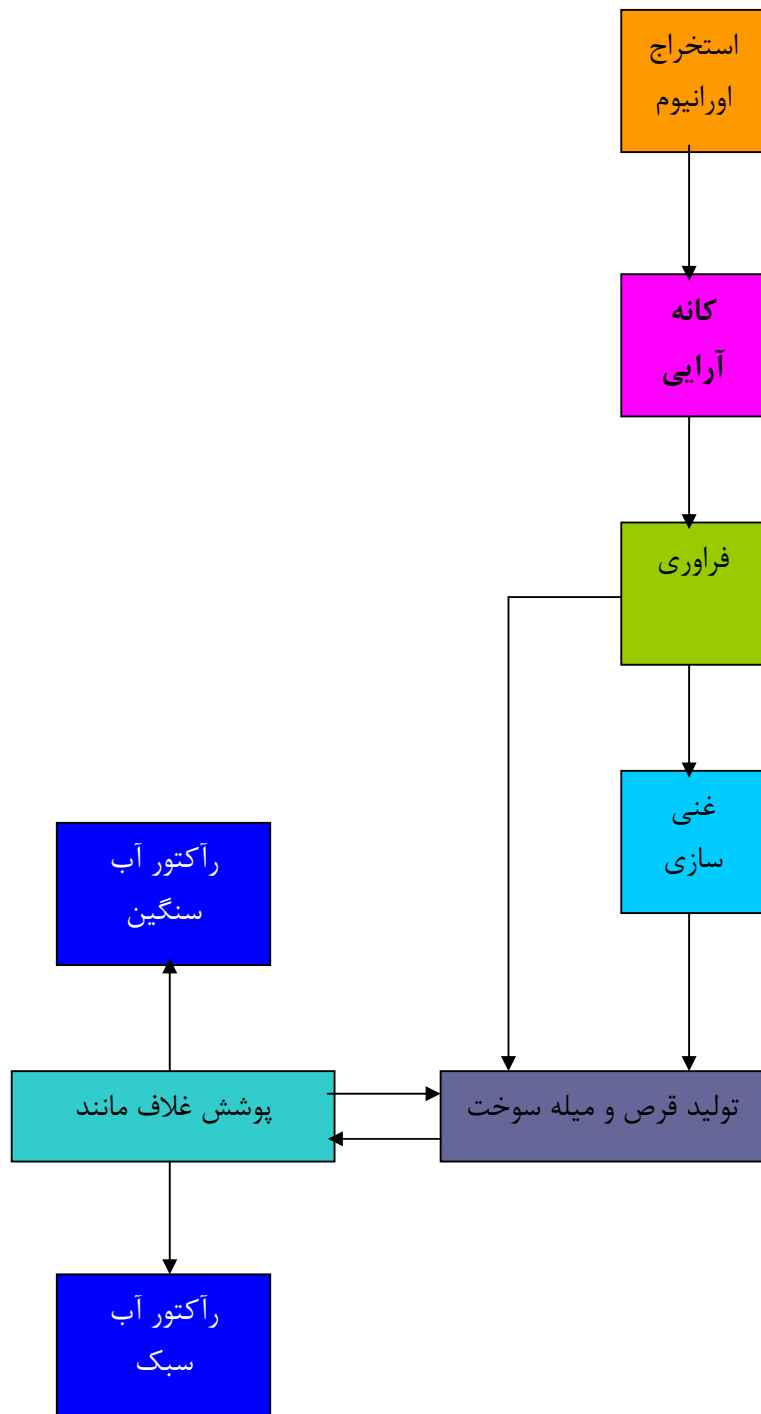 استخراج
اورانیوم
کانه
آرایی
فراوری
غنی
سازی
رآکتور آب
سنگین
تولید قرص و میله سوخت
پوشش غلاف مانند
رآکتور آب
سبک